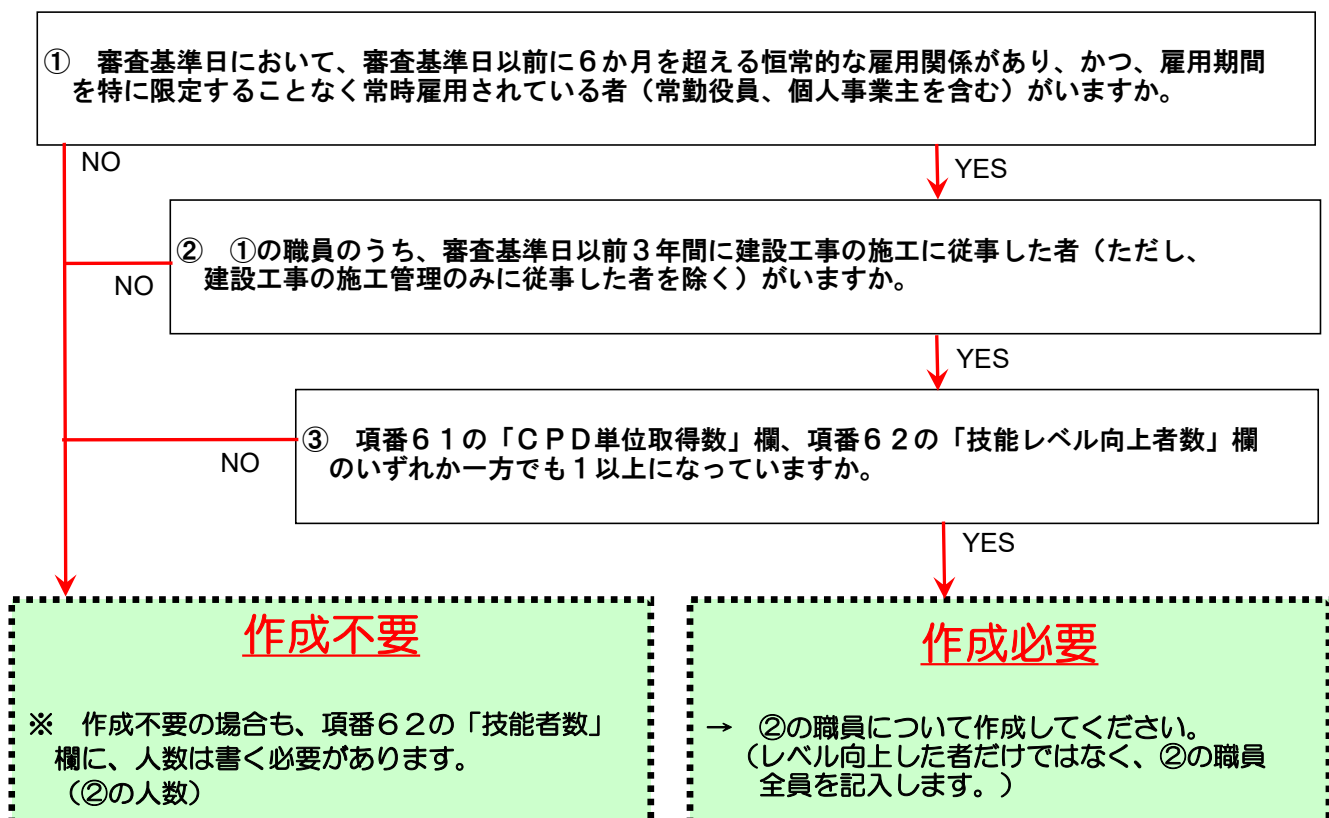 ① 審査基準日において、審査基準日以前に６か月を超える恒常的な雇用関係があり、かつ、雇用期間
を特に限定することなく常時雇用されている者（常勤役員、個人事業主を含む）がいますか。
NO
YES
② ①の職員のうち、審査基準日以前３年間に建設工事の施工に従事した者（ただし、
建設工事の施工管理のみに従事した者を除く）がいますか。
NO
YES
③ 項番６１の「ＣＰＤ単位取得数」欄、項番６２の「技能レベル向上者数」欄
のいずれか一方でも１以上になっていますか。
NO
YES
作成不要
※ 作成不要の場合も、項番６２の「技能者数」
欄に、人数は書く必要があります。
（②の人数）
作成必要
→ ②の職員について作成してください。
（レベル向上した者だけではなく、②の職員
全員を記入します。）